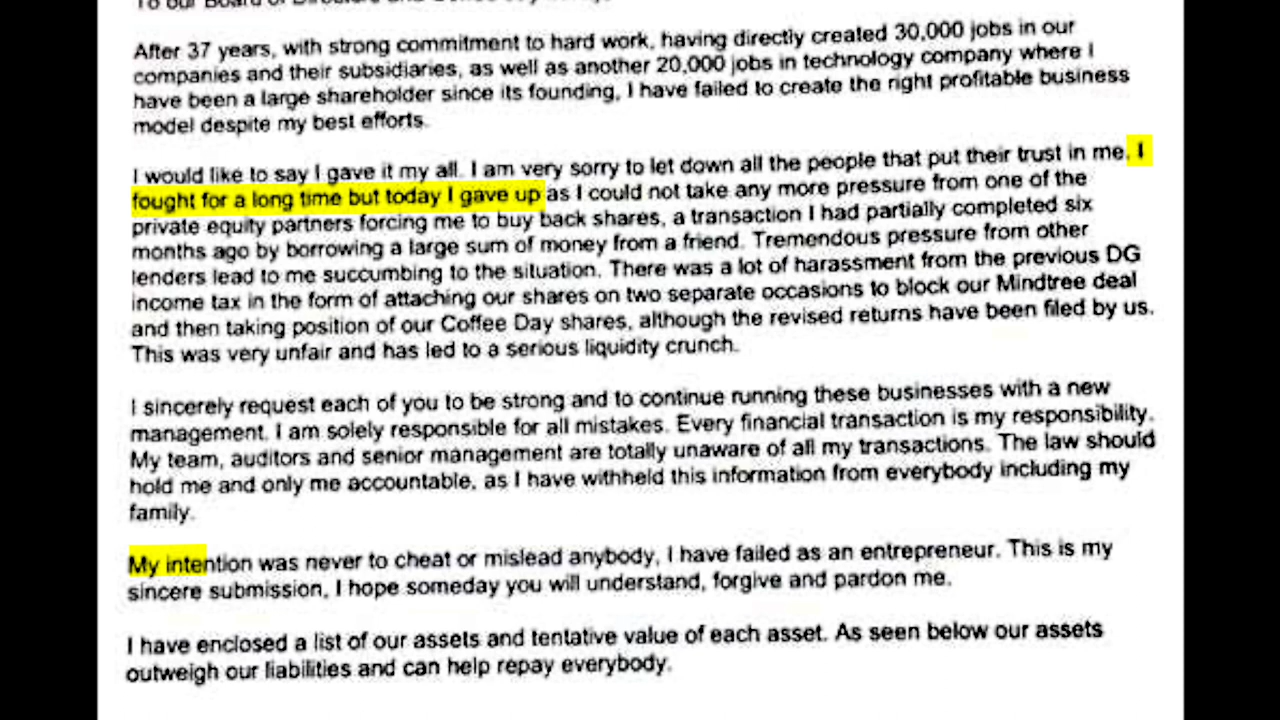 To our Board of Directors and Coffee Day
After 37 years, with strong commitment to hard work, having directly created 30,000 jobs in our
companies and their subsidiaries, as well as another 20,000 jobs in technology company where I
have been a large shareholder since its founding, I have failed to create the right profitable business
model despite my best efforts.
I would like to say I gave it my all. I am very sorry to let down all the people that put their trust in me. I
fought for a long time but today I gave up as I could not take any more pressure from one of the
private equity partners forcing me to buy back shares, a transaction I had partially completed six
months ago by borrowing a large sum of money from a friend. Tremendous pressure from other
lenders lead to me succumbing to the situation. There was a lot of harassment from the previous DG
income tax in the form of attaching our shares on two separate occasions to block our Mindtree deal
and then taking position of our Coffee Day shares, although the revised returns have been filed by us.
This was very unfair and has led to a serious liquidity crunch.
I sincerely request each of you to be strong and to continue running these businesses with a new
management. I am solely responsible for all mistakes. Every financial transaction is my responsibility.
My team, auditors and senior management are totally unaware of all my transactions. The law should
hold me and only me accountable, as I have withheld this information from everybody including my
family.
My intention was never to cheat or mislead anybody, I have failed as an entrepreneur. This is my
sincere submission, I hope someday you will understand, forgive and pardon me.
I have enclosed a list of our assets and tentative value of each asset. As seen below our assets
outweigh our liabilities and can help repay everybody.